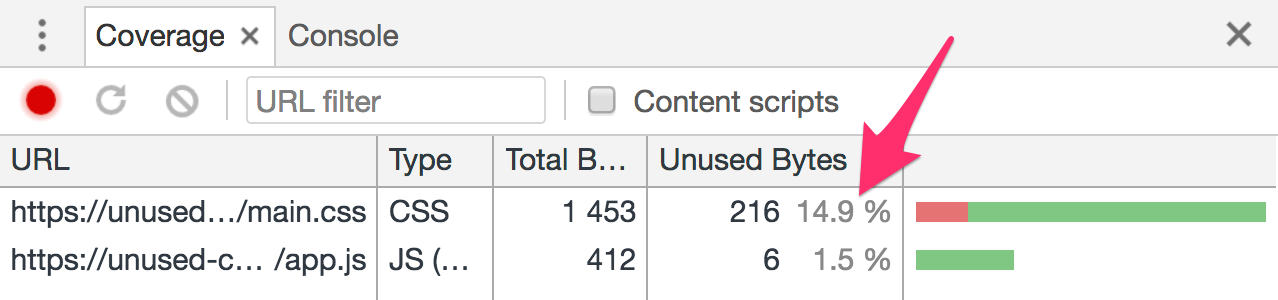 Coverage × Console ×
URL filter Content scripts
URL Type Total B… Unused Bytes
https://unused…/main.css CSS 1 453 216 14.9 %
https://unused-c… /app.js JS (… 412 6 1.5 %